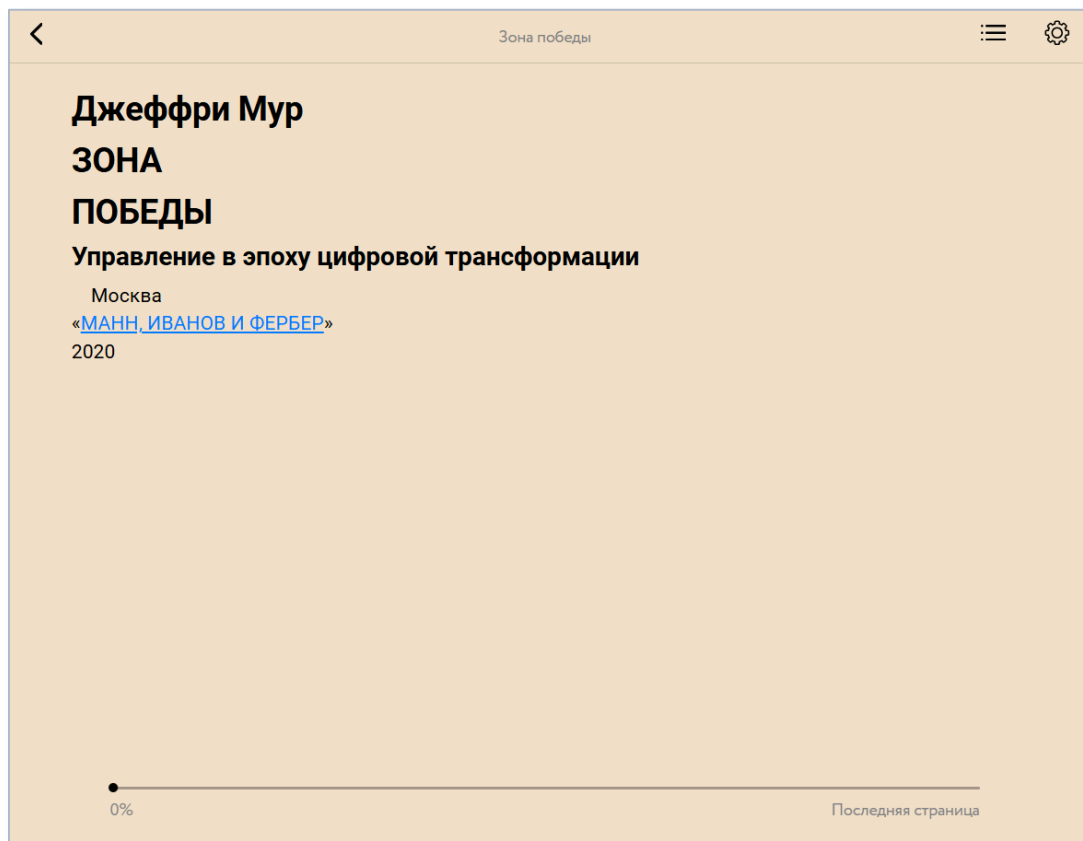 Зона победы
Джеффри Мур
ЗОНА
ПОБЕДЫ
Управление в эпоху цифровой трансформации
Москва
«МАНН, ИВАНОВ И ФЕРБЕР»
2020
0%
Последняя страница